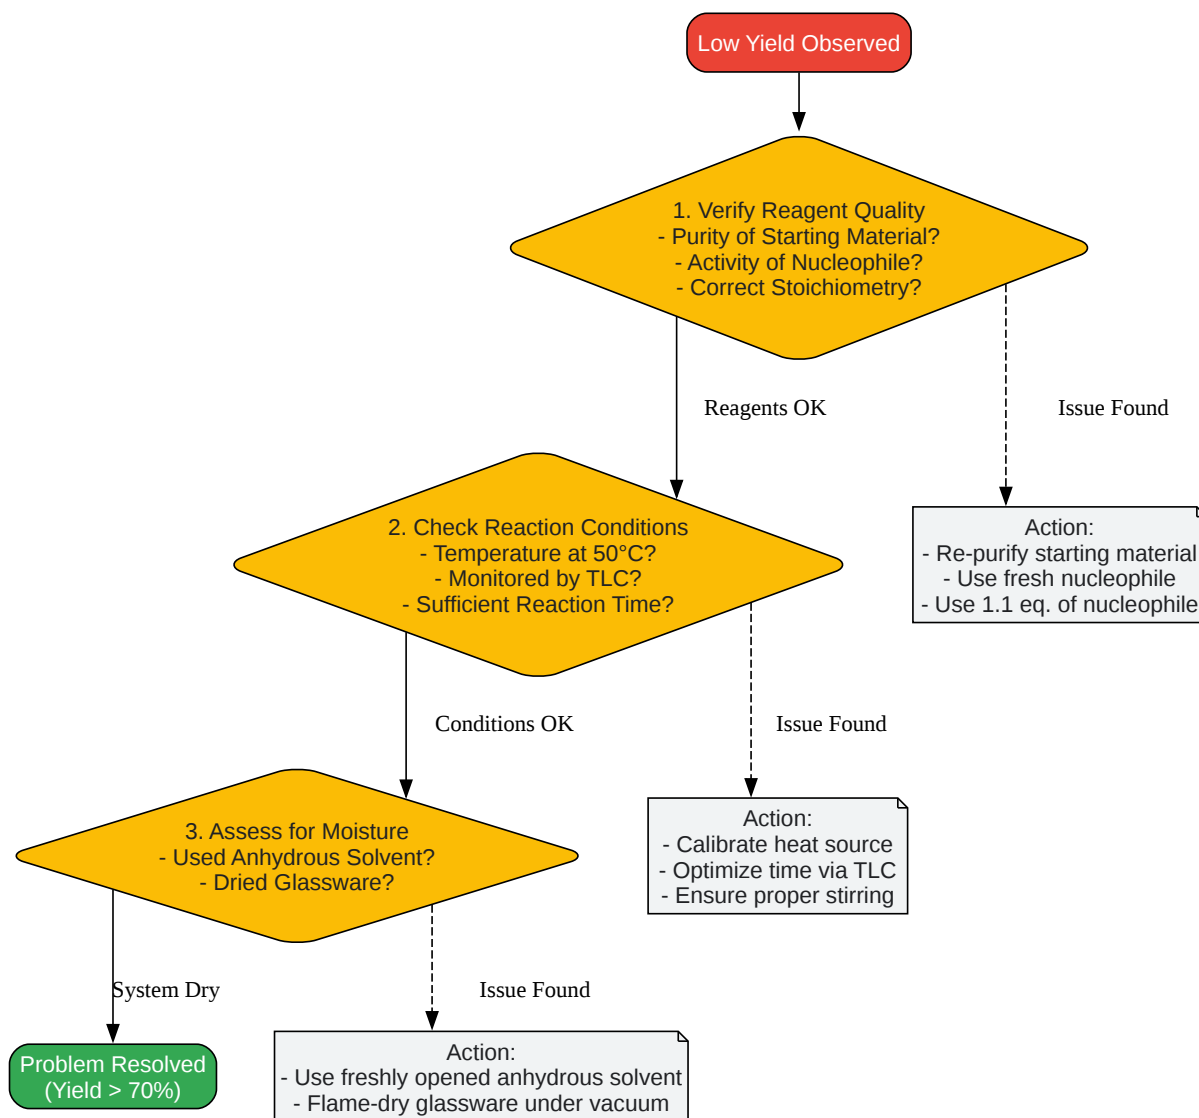 Low Yield Observed
1. Verify Reagent Quality
- Purity of Starting Material?
- Activity of Nucleophile?
- Correct Stoichiometry?
Reagents OK
Issue Found
Action:
- Re-purify starting material
- Use fresh nucleophile
- Use 1.1 eq. of nucleophile
2. Check Reaction Conditions
- Temperature at 50°C?
- Monitored by TLC?
- Sufficient Reaction Time?
Conditions OK
Issue Found
Action:
- Calibrate heat source
- Optimize time via TLC
- Ensure proper stirring
3. Assess for Moisture
- Used Anhydrous Solvent?
- Dried Glassware?
System Dry
Issue Found
Problem Resolved
(Yield > 70%)
Action:
- Use freshly opened anhydrous solvent
- Flame-dry glassware under vacuum